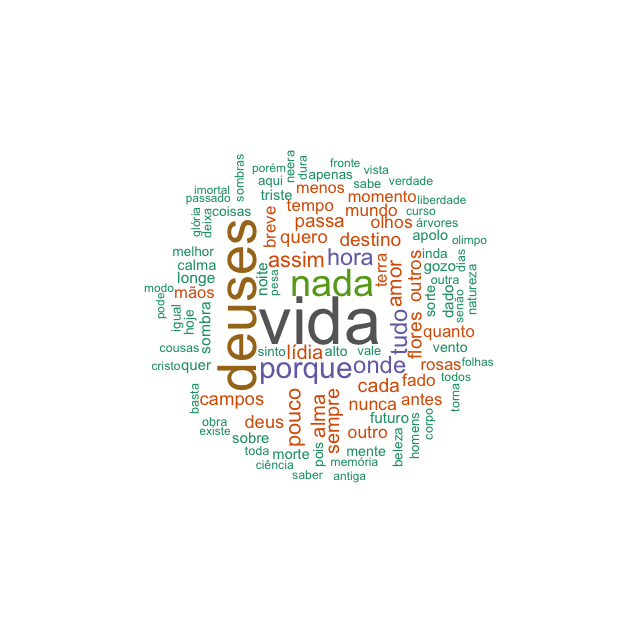 sombras
neera
dura
fronte
vista
porém
apenas
aqui
sabe
verdade
imortal
passado
triste
menos
momento
liberdade
glória
deixa
coisas
breve
tempo
mundo
curso
árvores
passa
olhos
apolo
olimpo
quero
destino
melhor
deuses
assim
hora
terra
amor
outros
inda
dias
calma
gozo
longe
noite
pesa
nada
outra
natureza
modo
pode
mãos
sorte
dado
senão
igual
hoje
sombra
vida
tudo
flores
quanto
vento
cousas
sinto
lídia
alto
vale
cristo
quer
porque
onde
rosas
folhas
cada
fado
todos
basta
campos
pouco
alma
sempre
nunca
antes
torna
obra
deus
futuro
existe
sobre
outro
beleza
homens
corpo
toda
morte
pois
mente
ciência
memória
saber
antiga